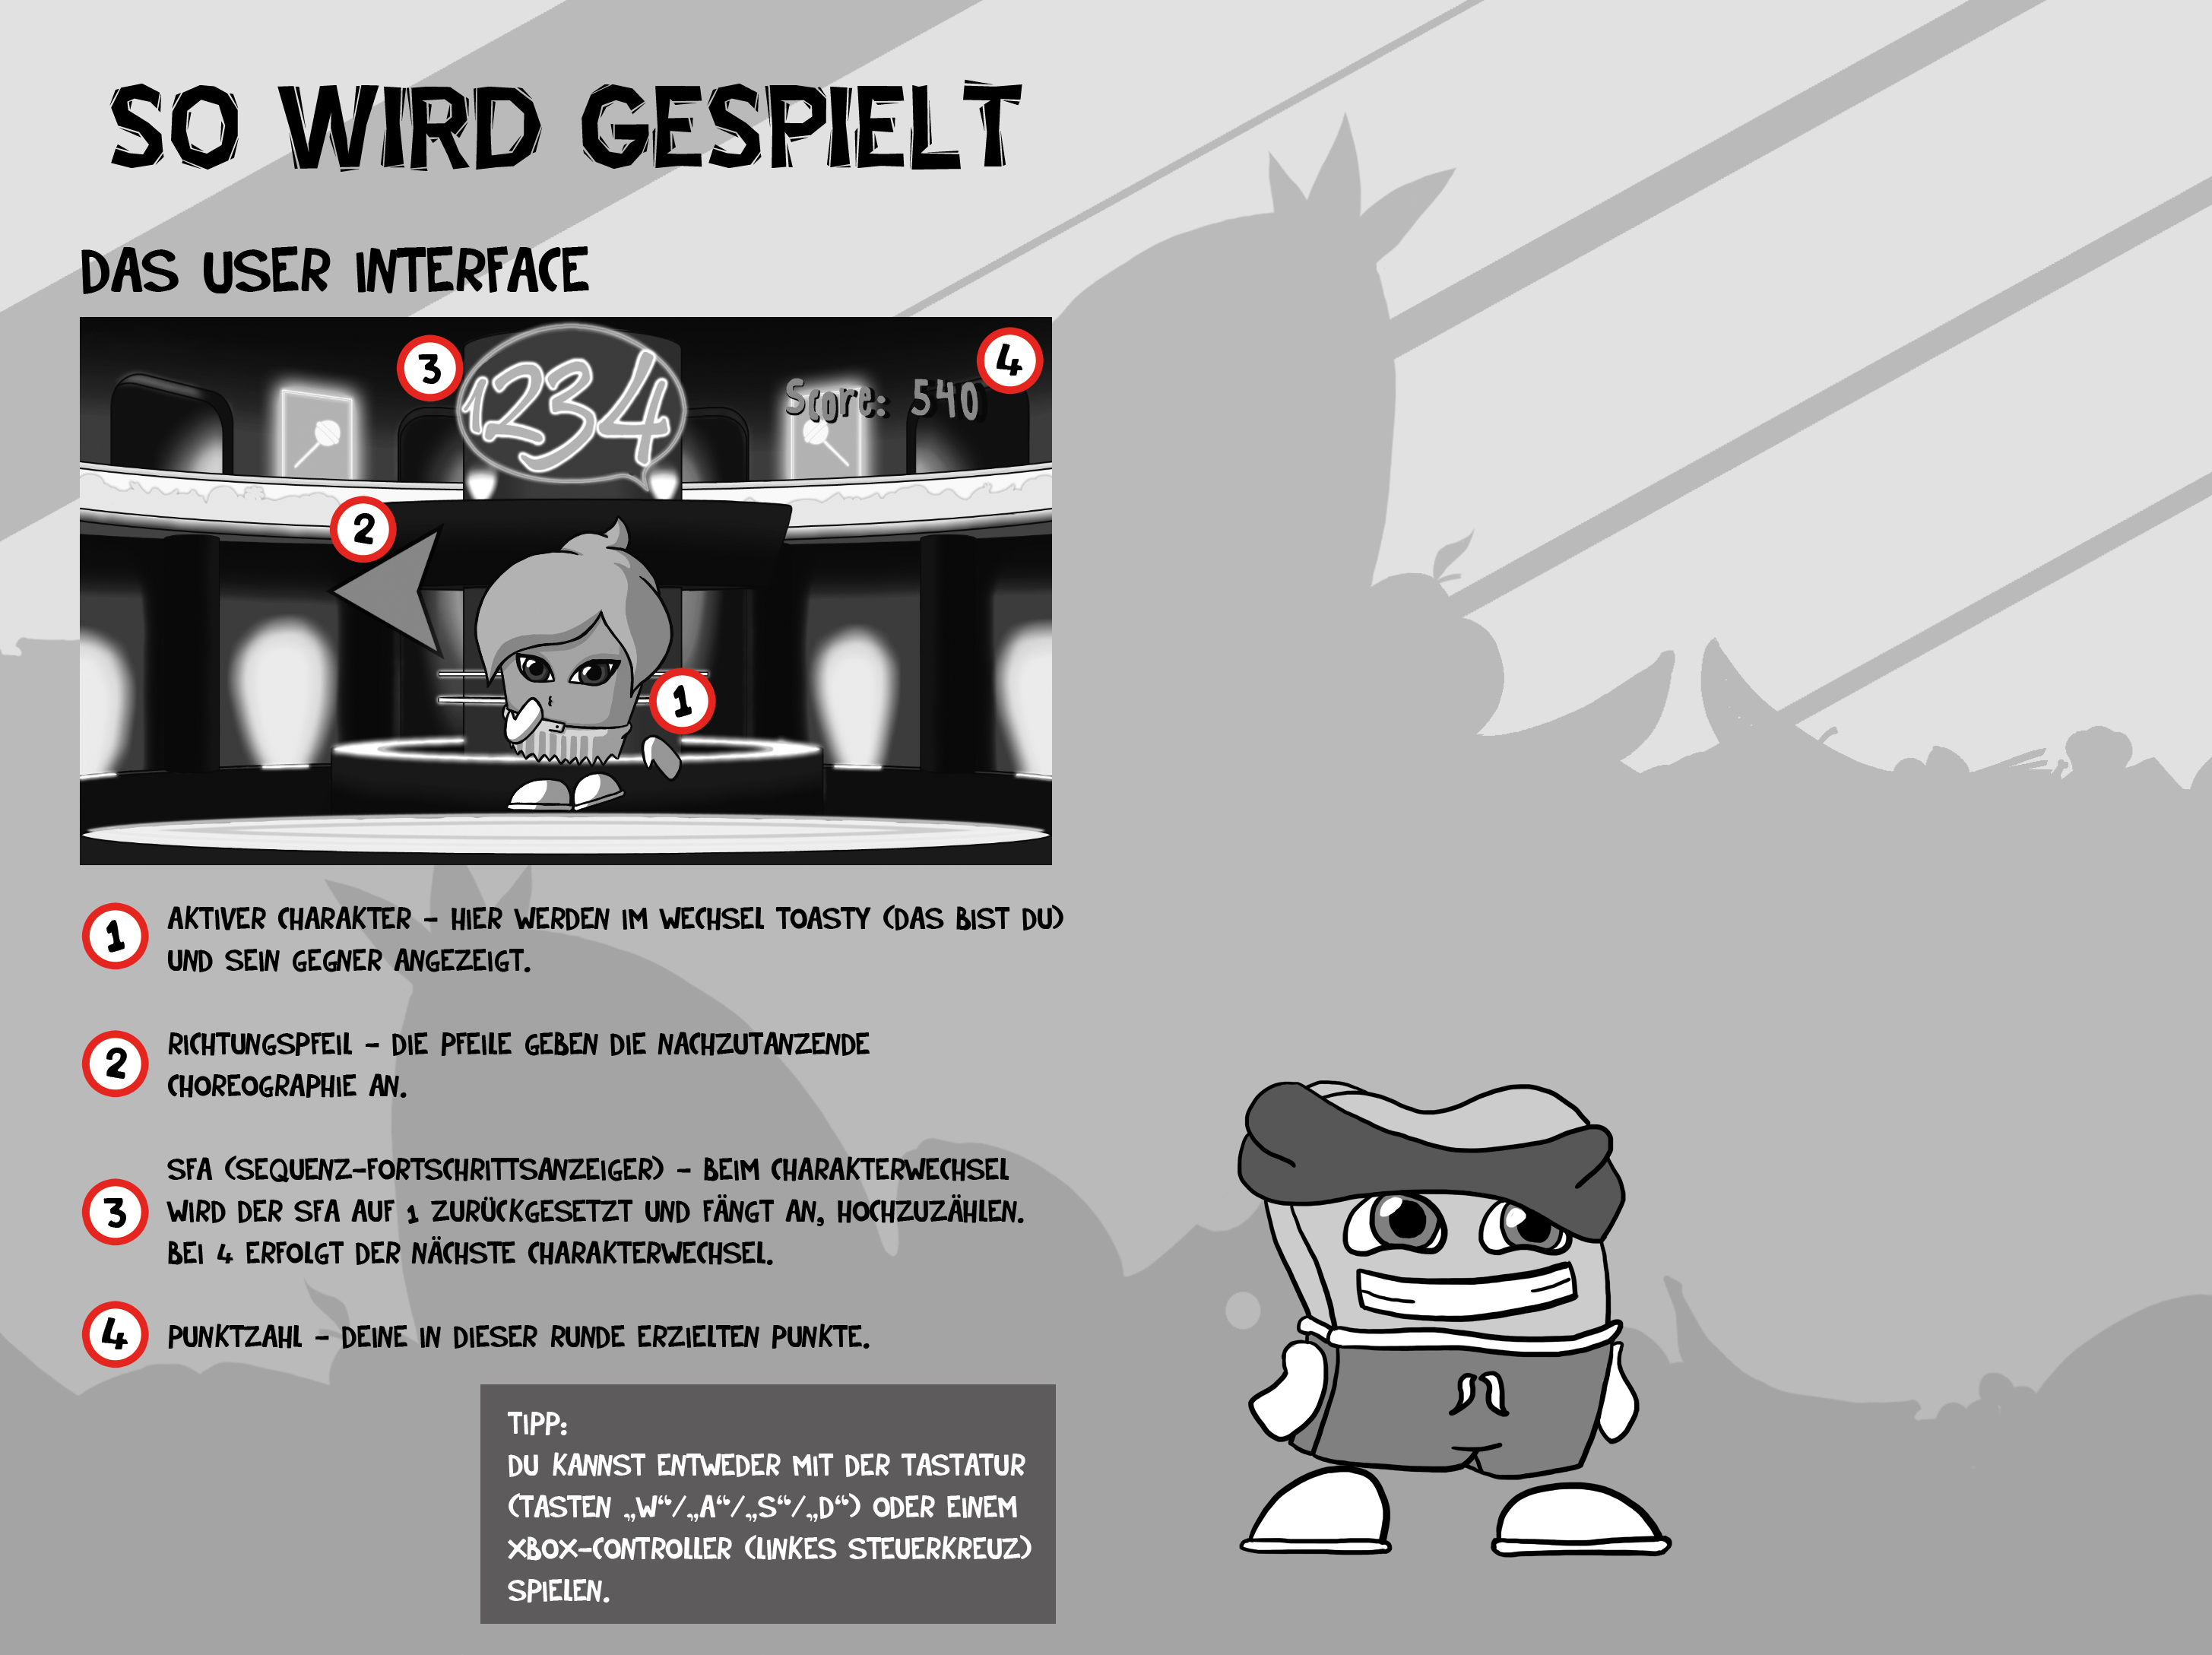 SO WIRD GESPIELT
DAS USER INTERFACE
3
1234
4
Score: 540
2
1
1 AKTIVER CHARAKTER – HIER WERDEN IM WECHSEL TOASTY (DAS BIST DU)
UND SEIN GEGNER ANGEZEIGT.
2 RICHTUNGSPFEIL – DIE PFEILE GEBEN DIE NACHZUTANZENDE
CHOREOGRAPHIE AN.
SFA (SEQUENZ-FORTSCHRITTSANZEIGER) – BEIM CHARAKTERWECHSEL
3 WIRD DER SFA AUF 1 ZURÜCKGESETZT UND FÄNGT AN, HOCHZUZÄHLEN.
BEI 4 ERFOLGT DER NÄCHSTE CHARAKTERWECHSEL.
4 PUNKTZAHL – DEINE IN DIESER RUNDE ERZIELTEN PUNKTE.
TIPP:
DU KANNST ENTWEDER MIT DER TASTATUR
(TASTEN „W“/„A“/„S“/„D“) ODER EINEM
XBOX-CONTROLLER (LINKES STEUERKREUZ)
SPIELEN.